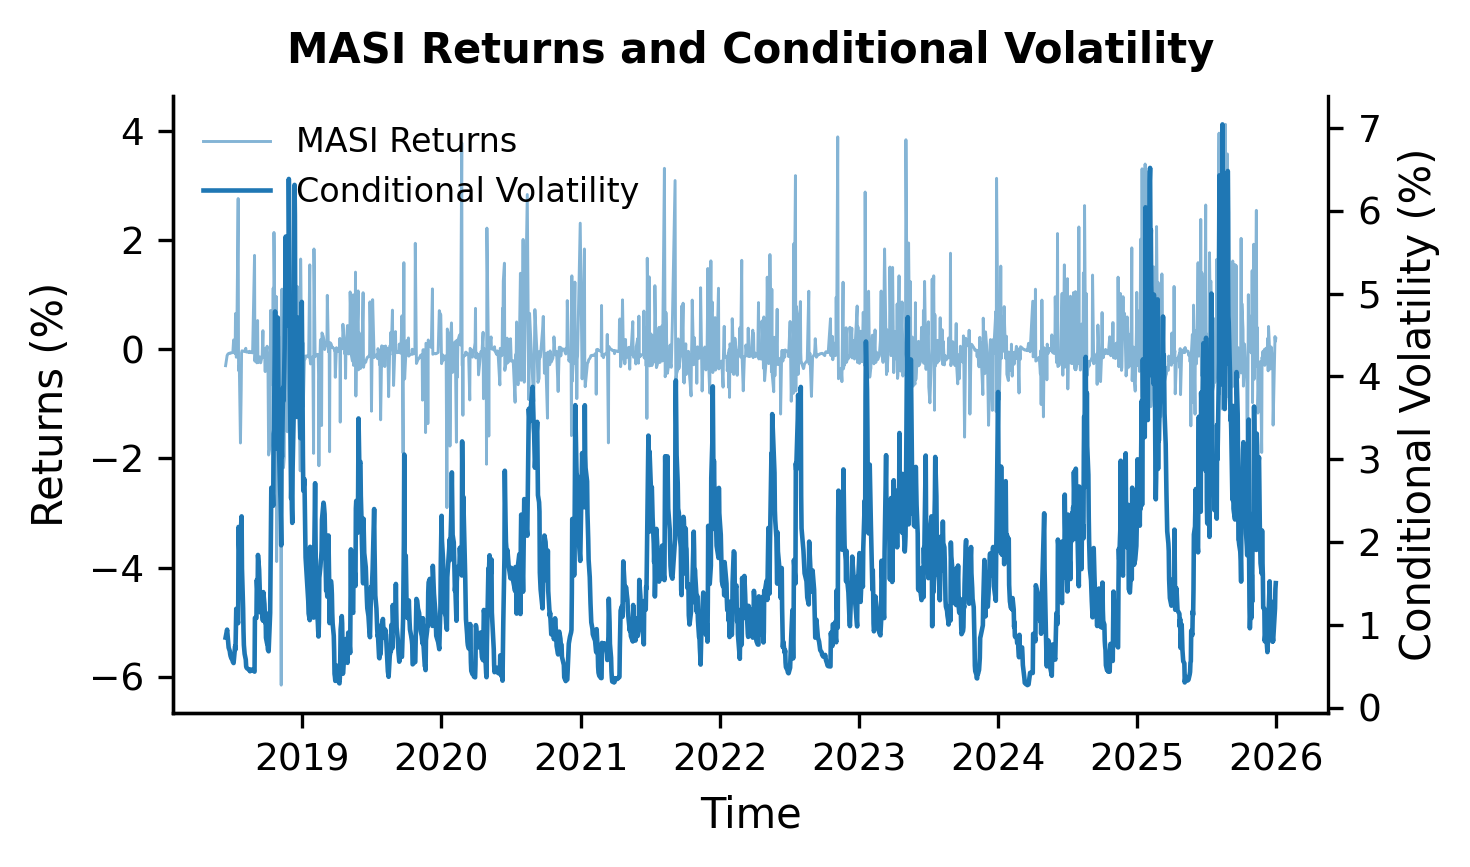 MASI Returns and Conditional Volatility
MASI Returns
Conditional Volatility
Returns (%)
4
2
0
−2
−4
−6
Conditional Volatility (%)
7
6
5
4
3
2
1
0
2019 2020 2021 2022 2023 2024 2025 2026
Time